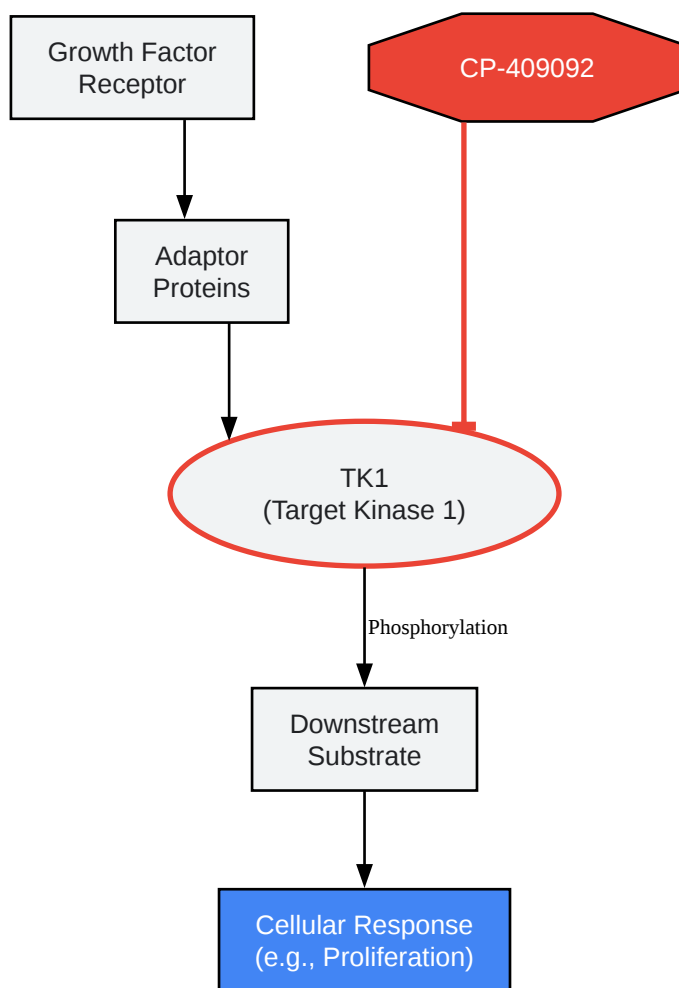 Growth Factor
Receptor
CP-409092
Adaptor
Proteins
TK1
(Target Kinase 1)
Phosphorylation
Downstream
Substrate
Cellular Response
(e.g., Proliferation)